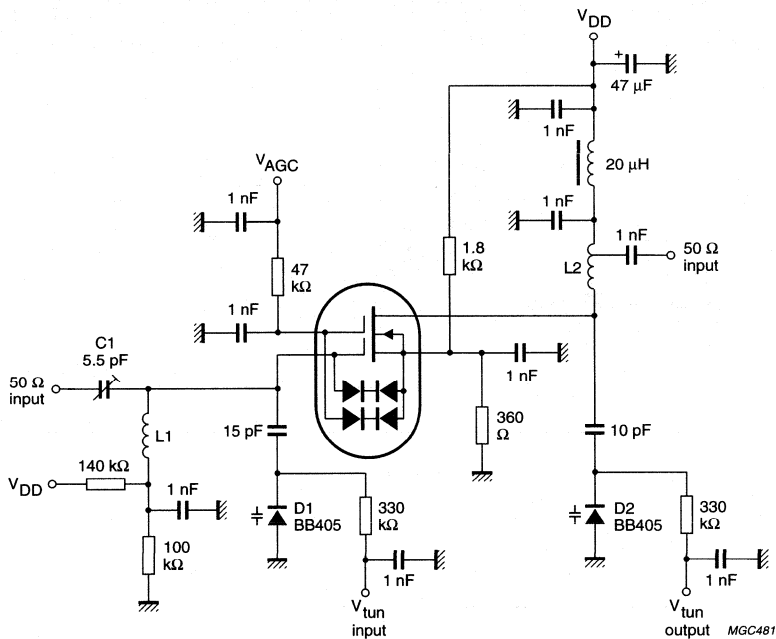 VDD
+
47 μF
1 nF
20 μH
VAGC
1 nF
1 nF
1 nF
50 Ω
input
L2
1.8
kΩ
47
kΩ
1 nF
C1
5.5 pF
50 Ω
input
1 nF
L1
15 pF
360
Ω
10 pF
140 kΩ
VDD
1 nF
D1
BB405
330
kΩ
D2
BB405
330
kΩ
100
kΩ
1 nF
1 nF
Vtun
input
Vtun
output
MGC481